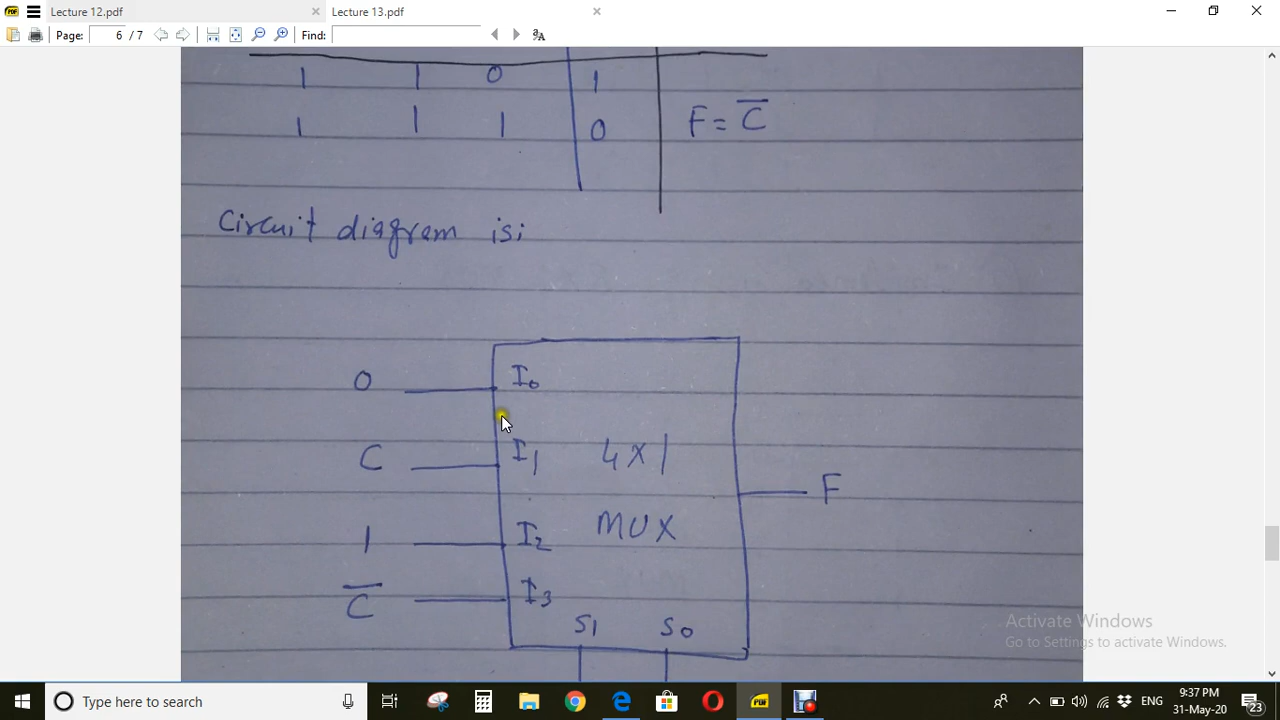 Lecture 12.pdf × Lecture 13.pdf ×
Page: 6 / 7 Find:
1 1 0 1
1 1 1 0 F = C̅
Circuit diagram is:
0 I₀
C I₁ 4×1
F
1 I₂ MUX
C̅ I₃
S1 S0
Activate Windows
Go to Settings to activate Windows.
Type here to search
ENG
9:37 PM
31-May-20
23